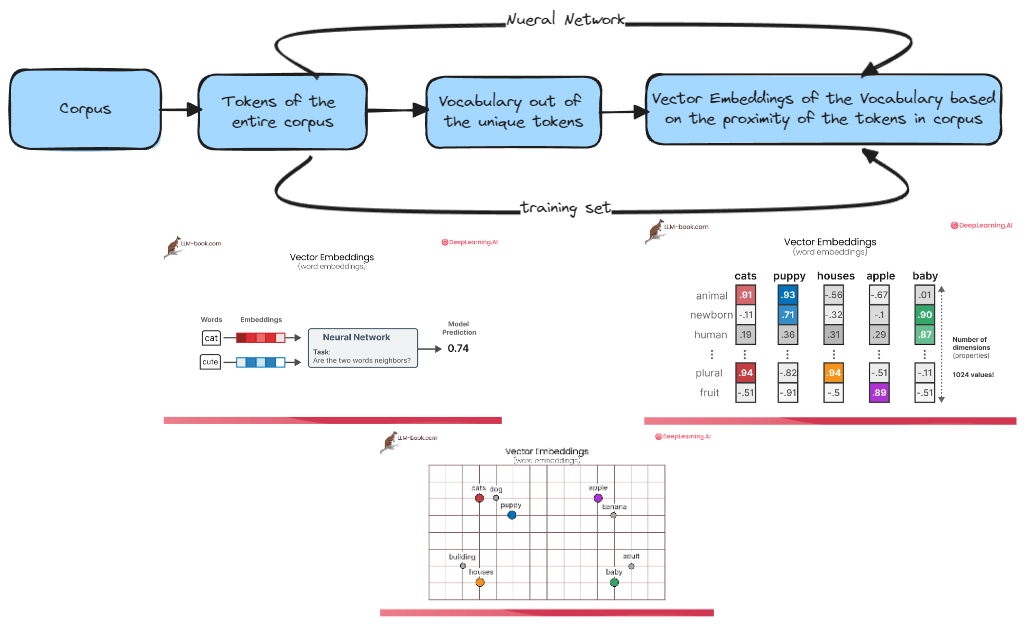 Nueral Network
Corpus
Tokens of the
entire corpus
Vocabulary out of
the unique tokens
Vector Embeddings of the Vocabulary based
on the proximity of the tokens in corpus
training set
LLM-book.com
DeepLearning.AI
Vector Embeddings
(word embeddings)
Words
Embeddings
cat
cute
Neural Network
Task:
Are the two words neighbors?
Model
Prediction
0.74
LLM-book.com
DeepLearning.AI
Vector Embeddings
(word embeddings)
cats puppy houses apple baby
animal .91 .93 -.56 -.67 .01
newborn -.11 .71 -.32 -.1 .90
human .19 .36 .31 .29 .87
plural .94 -.82 .94 -.51 -.11
fruit -.51 -.91 -.5 .89 -.51
Number of
dimensions
(properties)
1024 values!
LLM-book.com
DeepLearning.AI
Vector Embeddings
(word embeddings)
cats dog
puppy
apple
banana
building
houses
baby